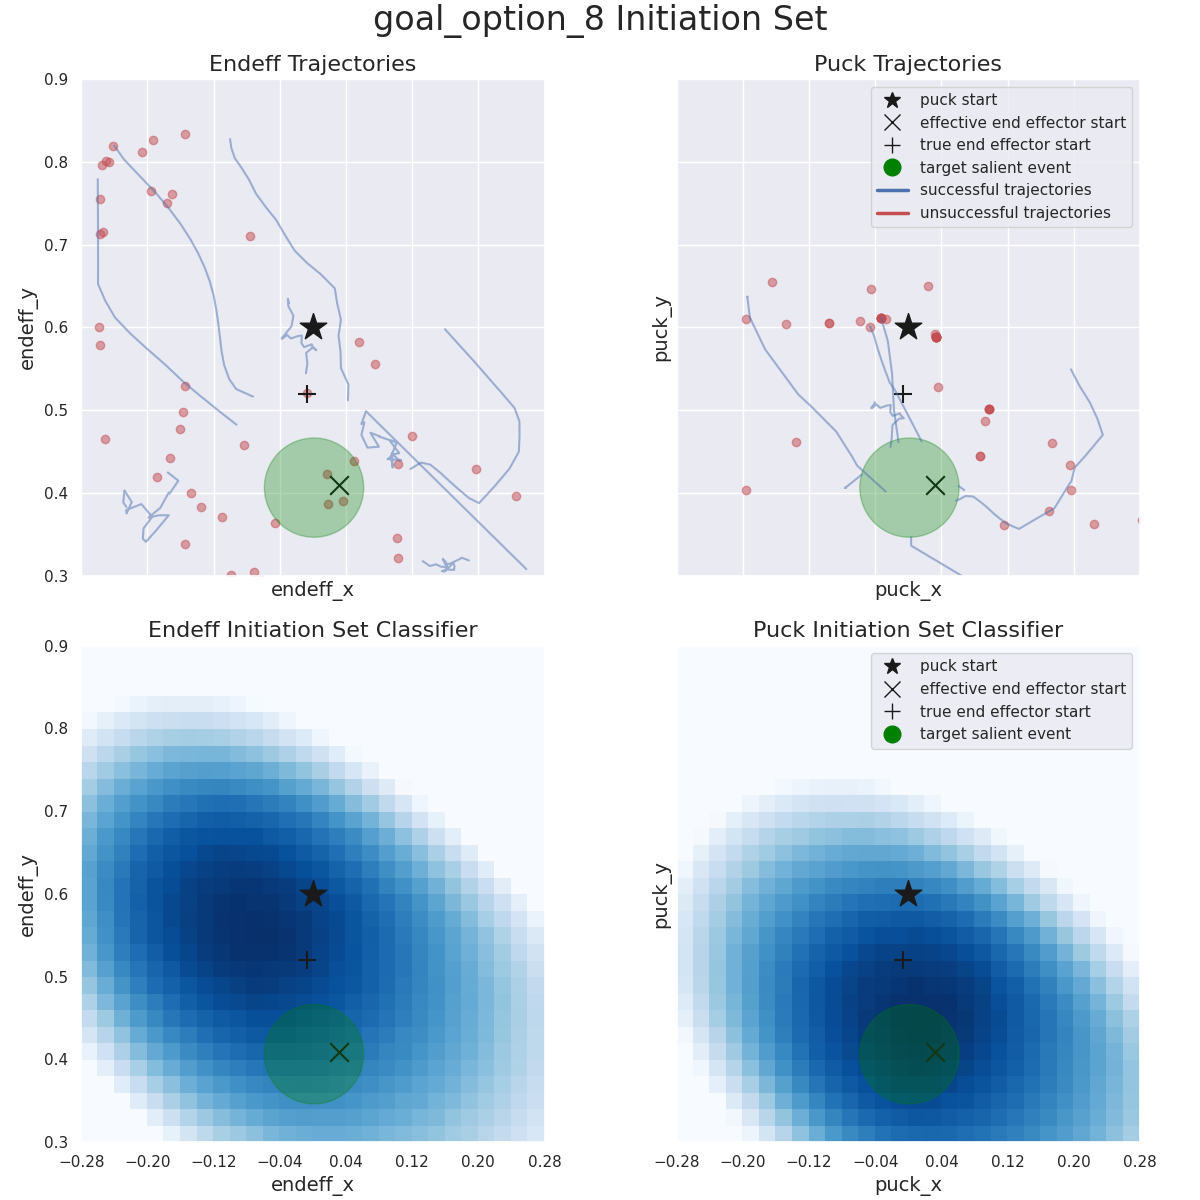 goal_option_8 Initiation Set
Endeff Trajectories
Puck Trajectories
0.9
0.8
0.7
0.6
0.5
0.4
0.3
endeff_y
endeff_x
puck_y
puck_x
puck start
effective end effector start
true end effector start
target salient event
successful trajectories
unsuccessful trajectories
Endeff Initiation Set Classifier
Puck Initiation Set Classifier
0.9
0.8
0.7
0.6
0.5
0.4
0.3
endeff_y
−0.28 −0.20 −0.12 −0.04 0.04 0.12 0.20 0.28
endeff_x
puck_y
puck start
effective end effector start
true end effector start
target salient event
−0.28 −0.20 −0.12 −0.04 0.04 0.12 0.20 0.28
puck_x